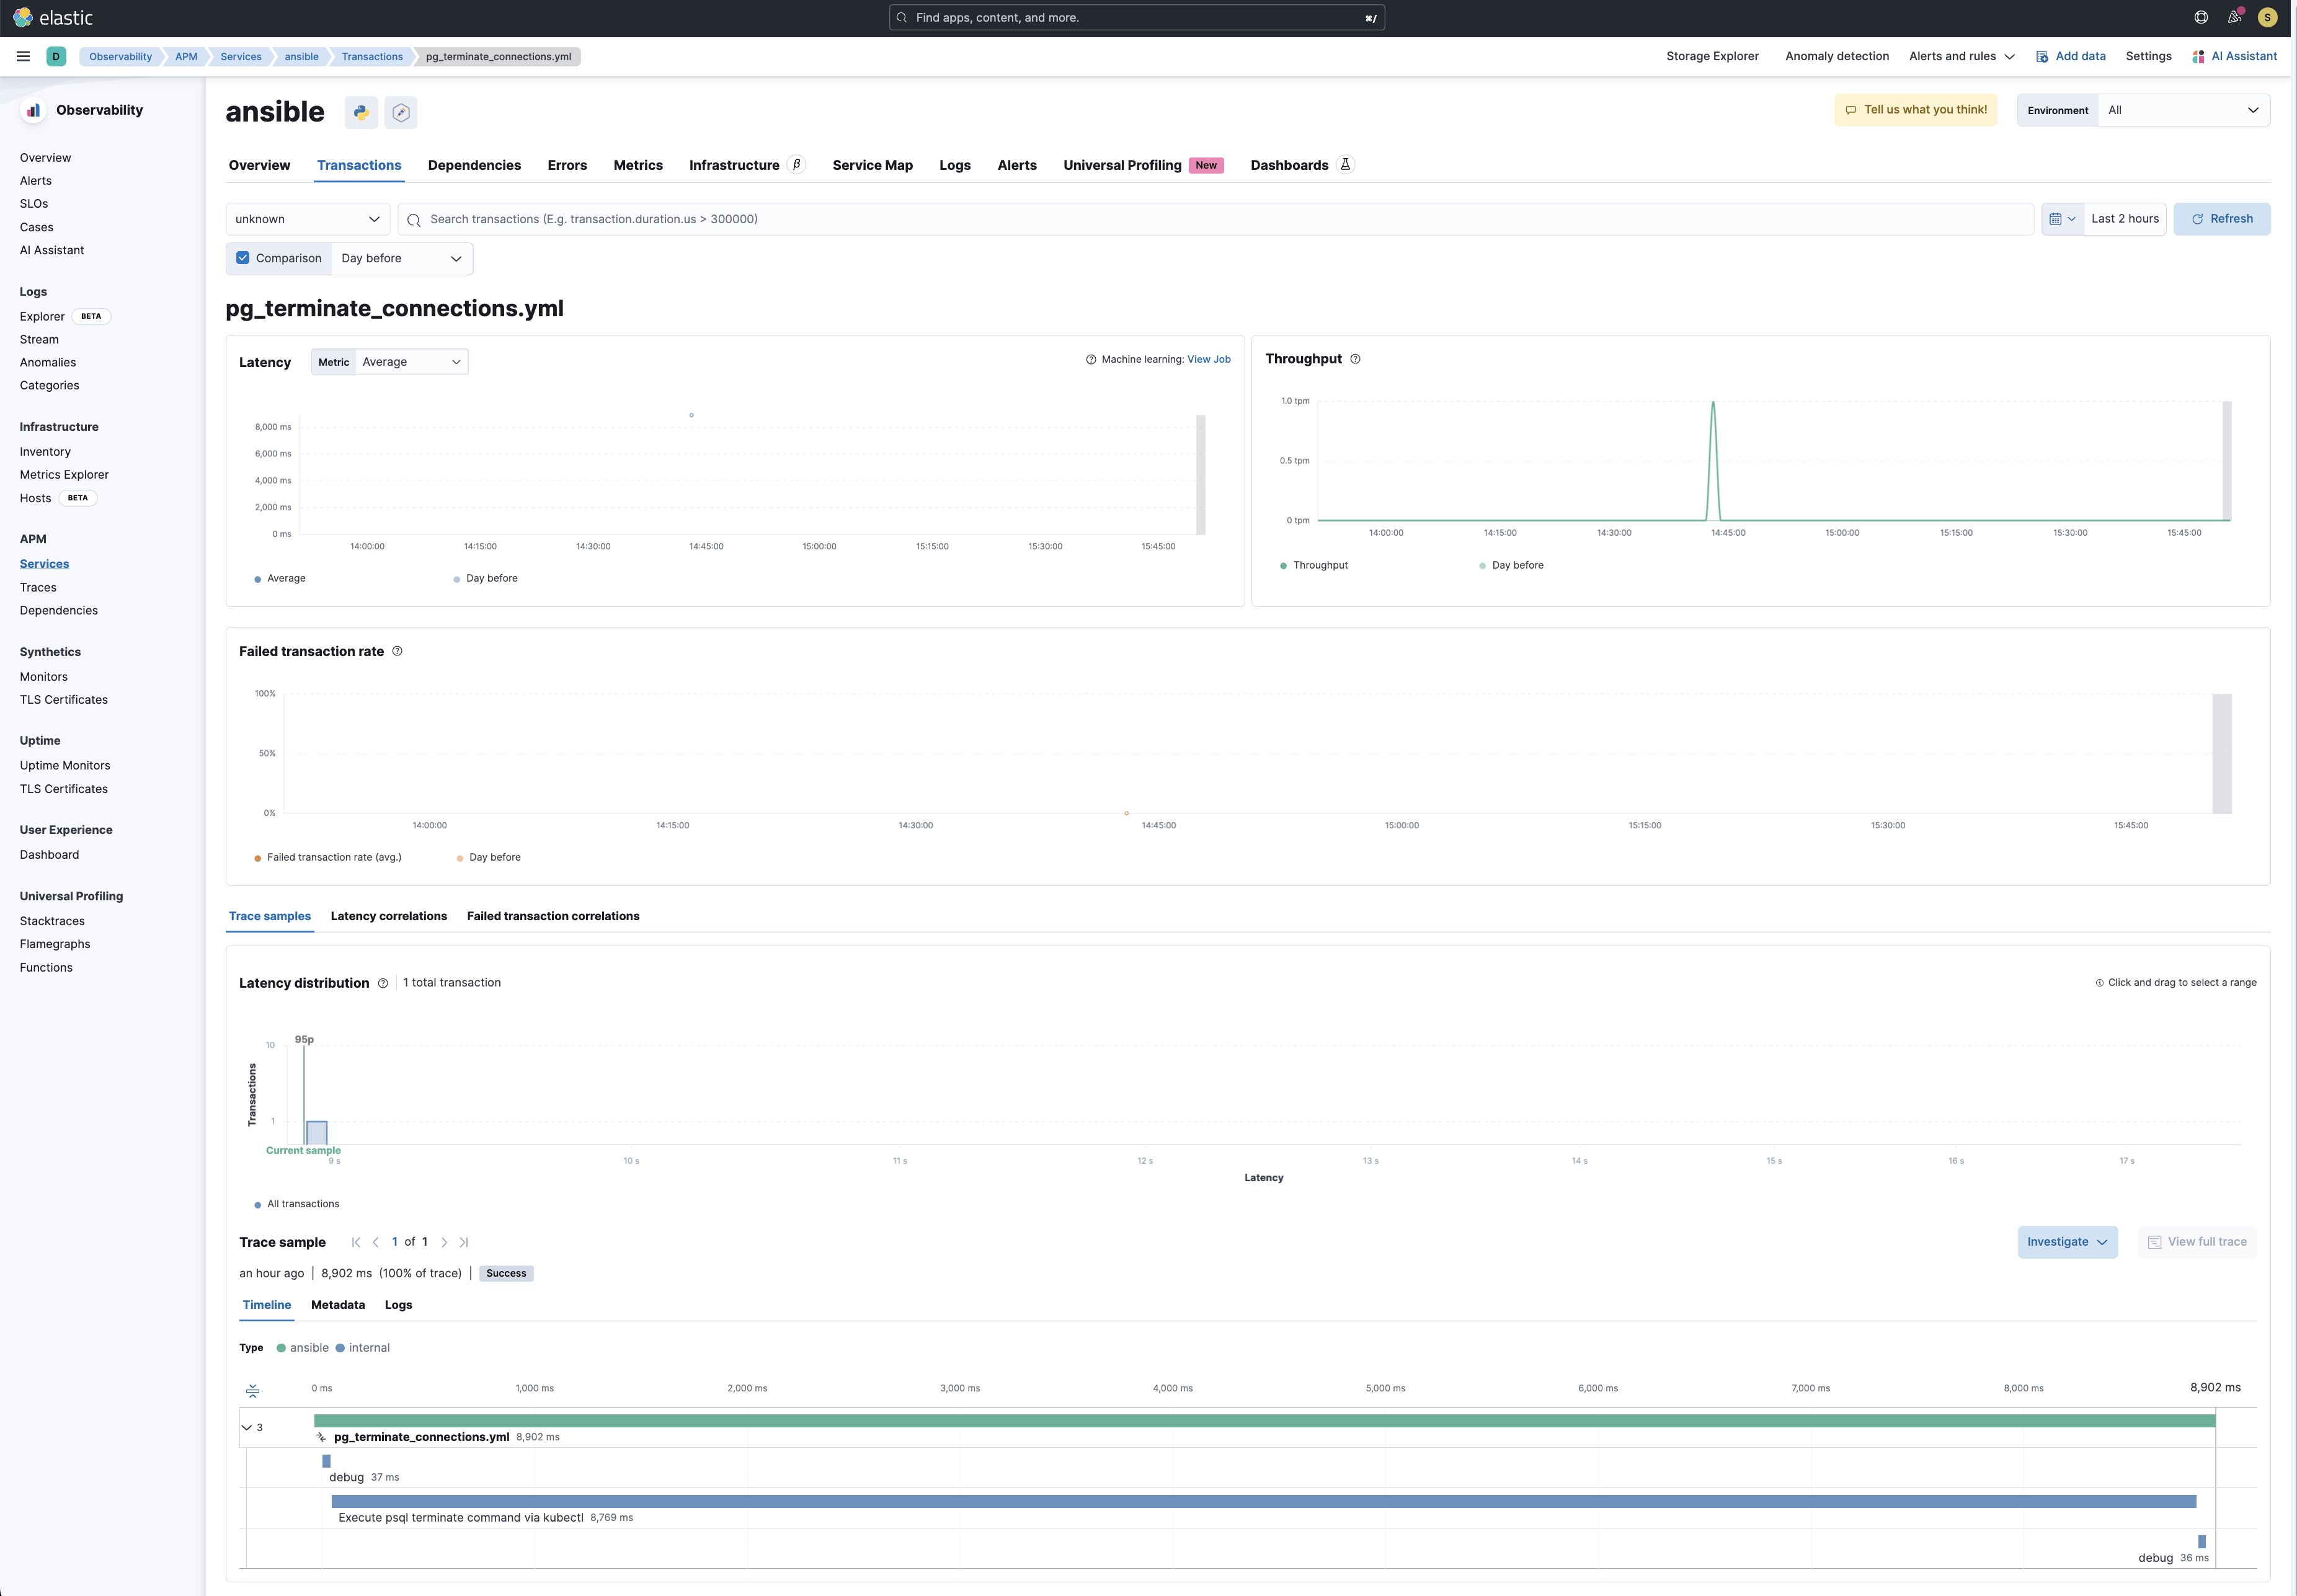 elastic
Find apps, content, and more.
⌘/
S
D
Observability
APM
Services
ansible
Transactions
pg_terminate_connections.yml
Storage Explorer
Anomaly detection
Alerts and rules
Add data
Settings
AI Assistant
Observability
Overview
Alerts
SLOs
Cases
AI Assistant
Logs
Explorer BETA
Stream
Anomalies
Categories
Infrastructure
Inventory
Metrics Explorer
Hosts BETA
APM
Services
Traces
Dependencies
Synthetics
Monitors
TLS Certificates
Uptime
Uptime Monitors
TLS Certificates
User Experience
Dashboard
Universal Profiling
Stacktraces
Flamegraphs
Functions
ansible
Tell us what you think!
Environment All
Overview
Transactions
Dependencies
Errors
Metrics
Infrastructure β
Service Map
Logs
Alerts
Universal Profiling New
Dashboards
unknown
Search transactions (E.g. transaction.duration.us > 300000)
Last 2 hours
Refresh
Comparison Day before
pg_terminate_connections.yml
Latency
Metric Average
Machine learning: View Job
8,000 ms
6,000 ms
4,000 ms
2,000 ms
0 ms
14:00:00 14:15:00 14:30:00 14:45:00 15:00:00 15:15:00 15:30:00 15:45:00
Average Day before
Throughput
1.0 tpm
0.5 tpm
0 tpm
14:00:00 14:15:00 14:30:00 14:45:00 15:00:00 15:15:00 15:30:00 15:45:00
Throughput Day before
Failed transaction rate
100%
50%
0%
14:00:00 14:15:00 14:30:00 14:45:00 15:00:00 15:15:00 15:30:00 15:45:00
Failed transaction rate (avg.) Day before
Trace samples
Latency correlations
Failed transaction correlations
Latency distribution
1 total transaction
Click and drag to select a range
95p
10
1
Transactions
Current sample
9 s 10 s 11 s 12 s 13 s 14 s 15 s 16 s 17 s
Latency
All transactions
Trace sample
1 of 1
Investigate
View full trace
an hour ago | 8,902 ms (100% of trace) | Success
Timeline
Metadata
Logs
Type ansible internal
0 ms 1,000 ms 2,000 ms 3,000 ms 4,000 ms 5,000 ms 6,000 ms 7,000 ms 8,000 ms 8,902 ms
3
pg_terminate_connections.yml 8,902 ms
debug 37 ms
Execute psql terminate command via kubectl 8,769 ms
debug 36 ms